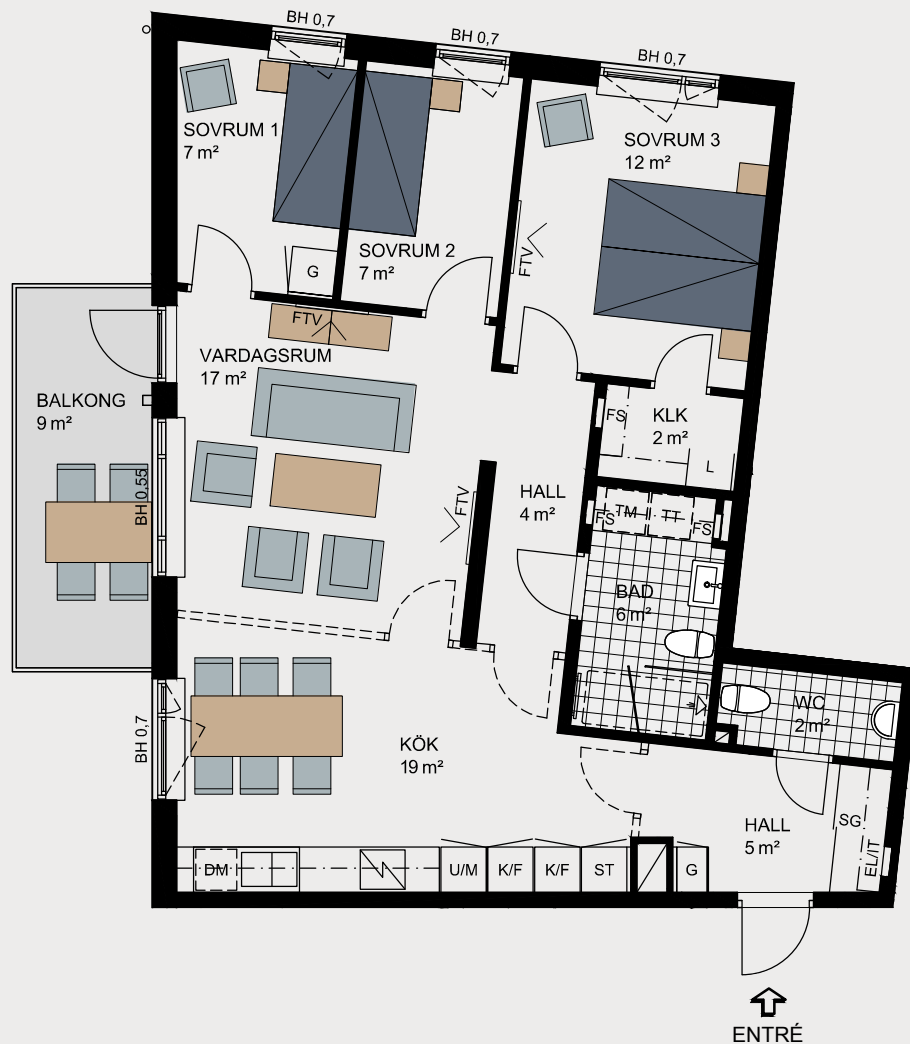 BH 0,7
BH 0,7
BH 0,7
SOVRUM 1
7 m²
SOVRUM 3
12 m²
SOVRUM 2
7 m²
G
FTV
FTV
VARDAGSRUM
17 m²
BALKONG
9 m²
BH 0,55
FS
KLK
2 m²
L
FTV
HALL
4 m²
FS
TM
TT
FS
BAD
6 m²
WC
2 m²
BH 0,7
KÖK
19 m²
HALL
5 m²
SG
EL/IT
DM
U/M
K/F
K/F
ST
G
ENTRÉ